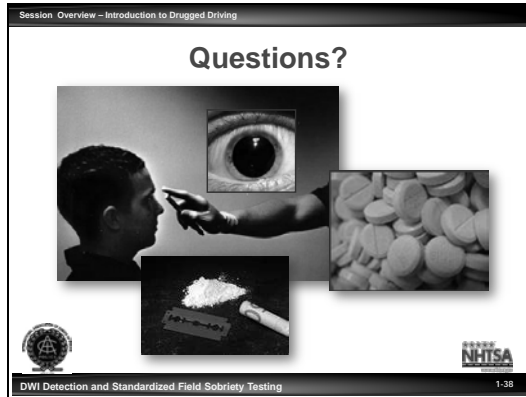 Session Overview – Introduction to Drugged Driving
Questions?
NHTSA
DWI Detection and Standardized Field Sobriety Testing
1-38